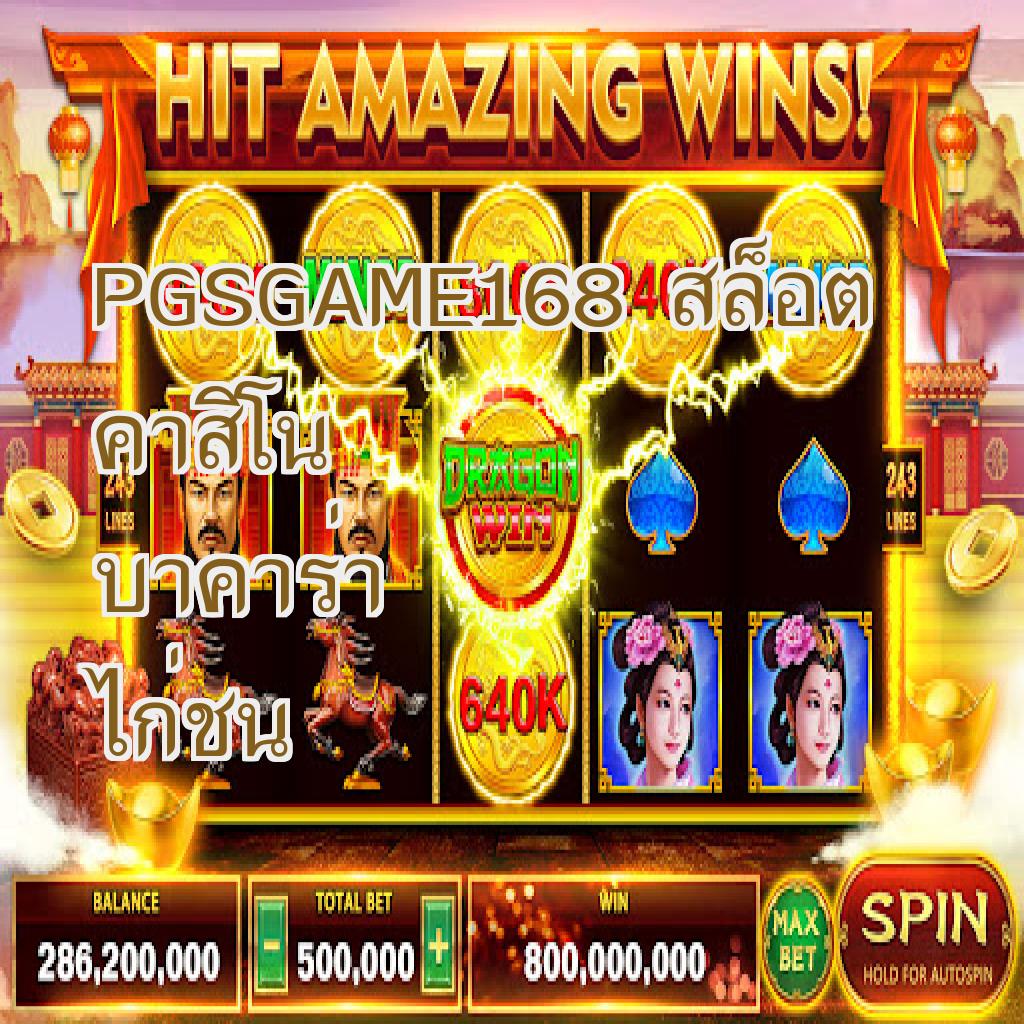 HIT AMAZING WINS!
PGSGAME168 สล็อต
คาสิโน
บาคาร่า
ไก่ชน
243
LINES
243
LINES
DRAGON
WIN
640K
BALANCE
TOTAL BET
WIN
286,200,000
- 500,000 +
800,000,000
MAX
BET
SPIN
HOLD FOR AUTOSPIN